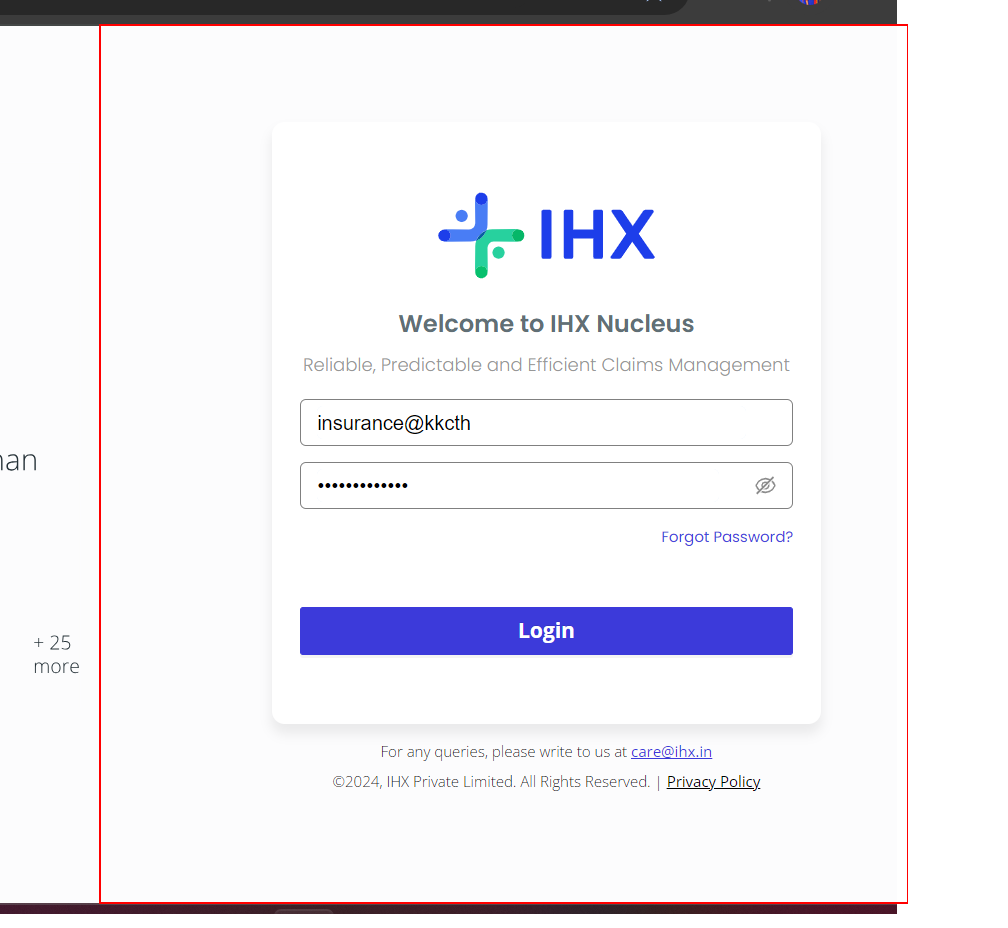 IHX
Welcome to IHX Nucleus
Reliable, Predictable and Efficient Claims Management
insurance@kkcth
•••••••••••••
Forgot Password?
Login
+ 25
more
For any queries, please write to us at care@ihx.in
©2024, IHX Private Limited. All Rights Reserved. | Privacy Policy